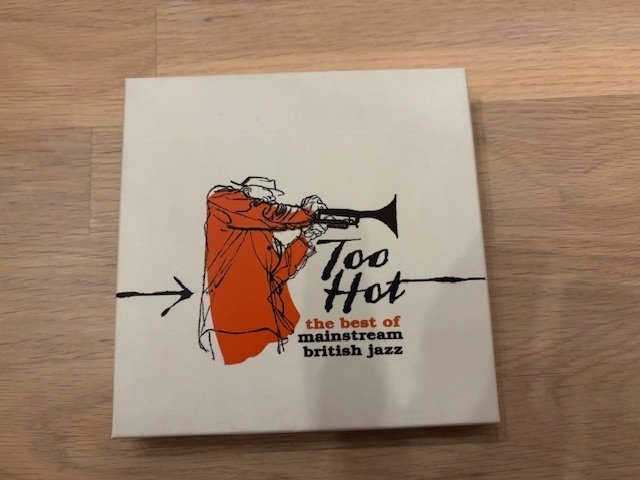 Too
Hot
the best of
mainstream
british jazz